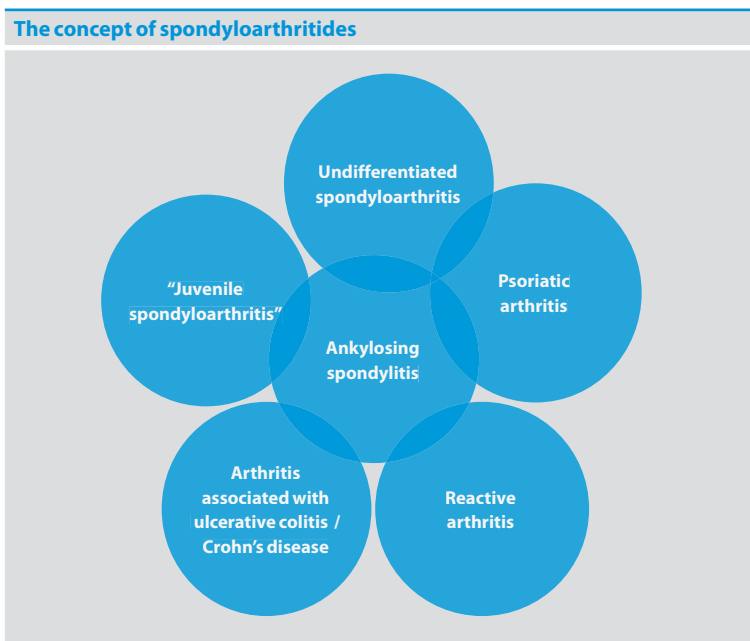 The concept of spondyloarthritides
Undifferentiated
spondyloarthritis
“Juvenile
spondyloarthritis”
Psoriatic
arthritis
Ankylosing
spondylitis
Arthritis
associated with
ulcerative colitis /
Crohn’s disease
Reactive
arthritis